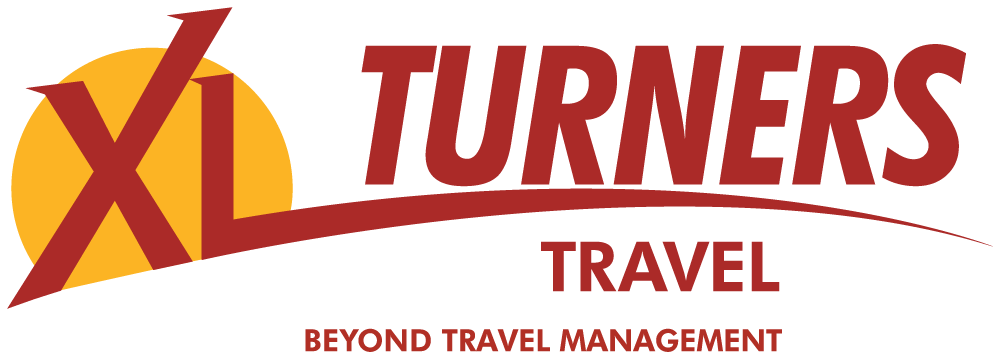 XL TURNERS
TRAVEL
BEYOND TRAVEL MANAGEMENT